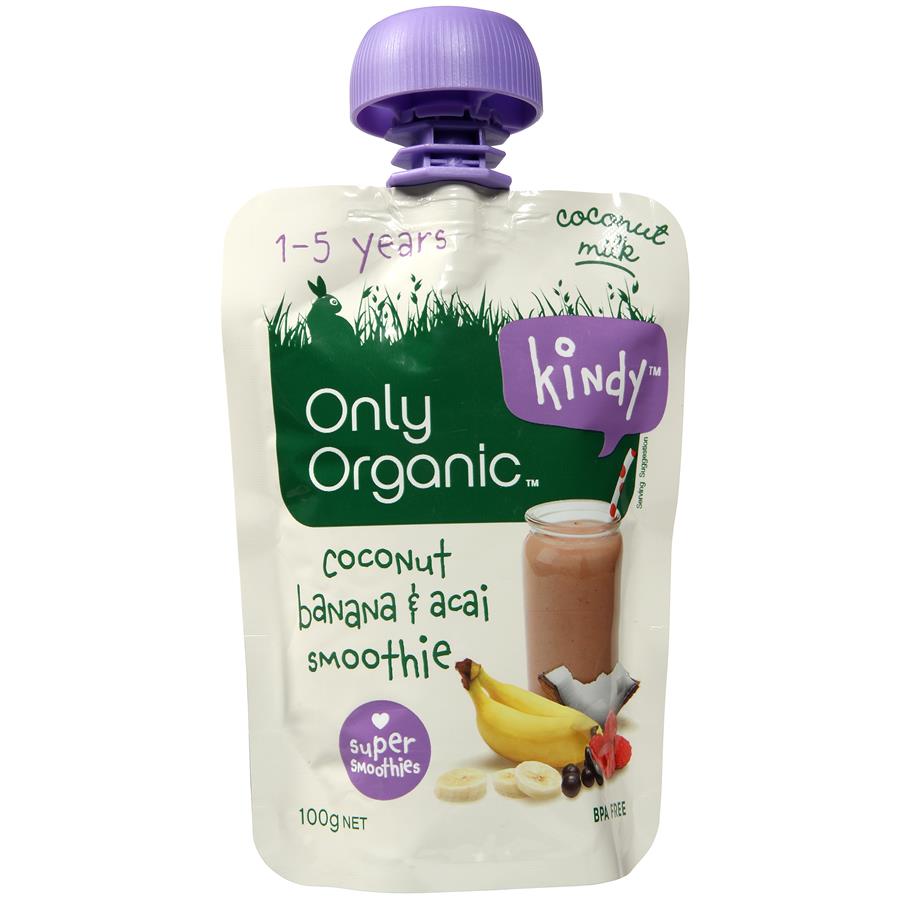 1-5 years
coconut
milk
kindy™
Only
Organic™
Serving Suggestion
coconut
banana & acai
smoothie
super
smoothies
100g NET
BPA FREE